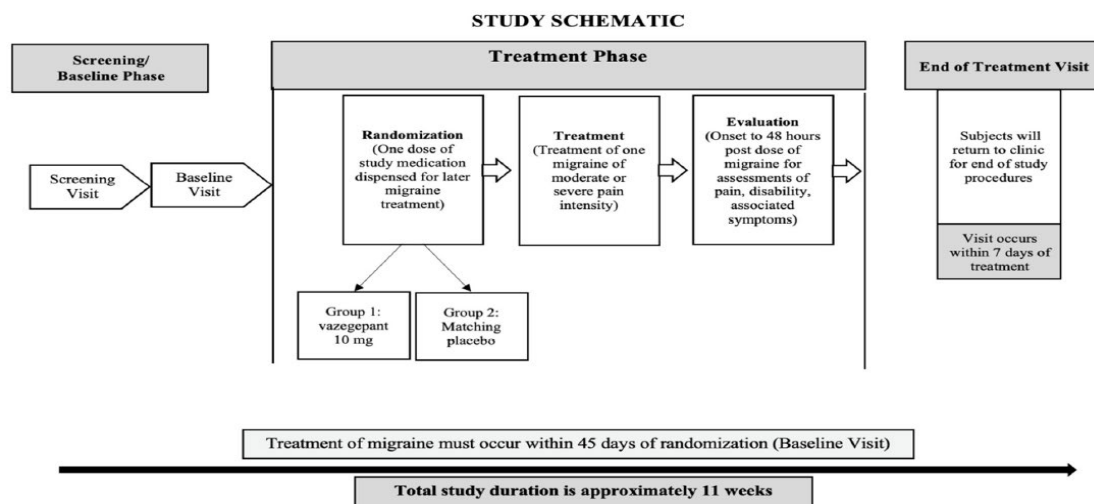 STUDY SCHEMATIC
Screening/
Baseline Phase
Treatment Phase
End of Treatment Visit
Screening
Visit
Baseline
Visit
Randomization
(One dose of
study medication
dispensed for later
migraine
treatment)
Treatment
(Treatment of one
migraine of
moderate or
severe pain
intensity)
Evaluation
(Onset to 48 hours
post dose of
migraine for
assessments of
pain, disability,
associated
symptoms)
Subjects will
return to clinic
for end of study
procedures
Visit occurs
within 7 days of
treatment
Group 1:
vazegepant
10 mg
Group 2:
Matching
placebo
Treatment of migraine must occur within 45 days of randomization (Baseline Visit)
Total study duration is approximately 11 weeks